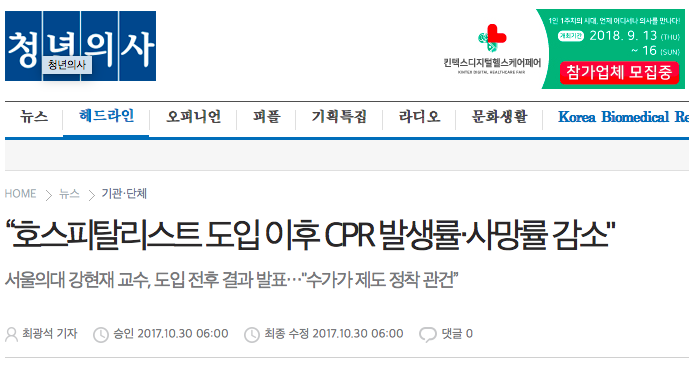 청년의사
청년의사
킨텍스디지털헬스케어페어
KINTEX DIGITAL HEALTHCARE FAIR
1인 1주치의 시대, 언제 어디서나 의사를 만나다!
개최기간 2018. 9. 13 (THU)
~ 16 (SUN)
참가업체 모집중
뉴스 헤드라인 오피니언 피플 기획특집 라디오 문화생활 Korea Biomedical Re
HOME > 뉴스 > 기관·단체
“호스피탈리스트 도입 이후 CPR 발생률·사망률 감소"
서울의대 강현재 교수, 도입 전후 결과 발표…"수가가 제도 정착 관건”
최광석 기자 승인 2017.10.30 06:00 최종 수정 2017.10.30 06:00 댓글 0